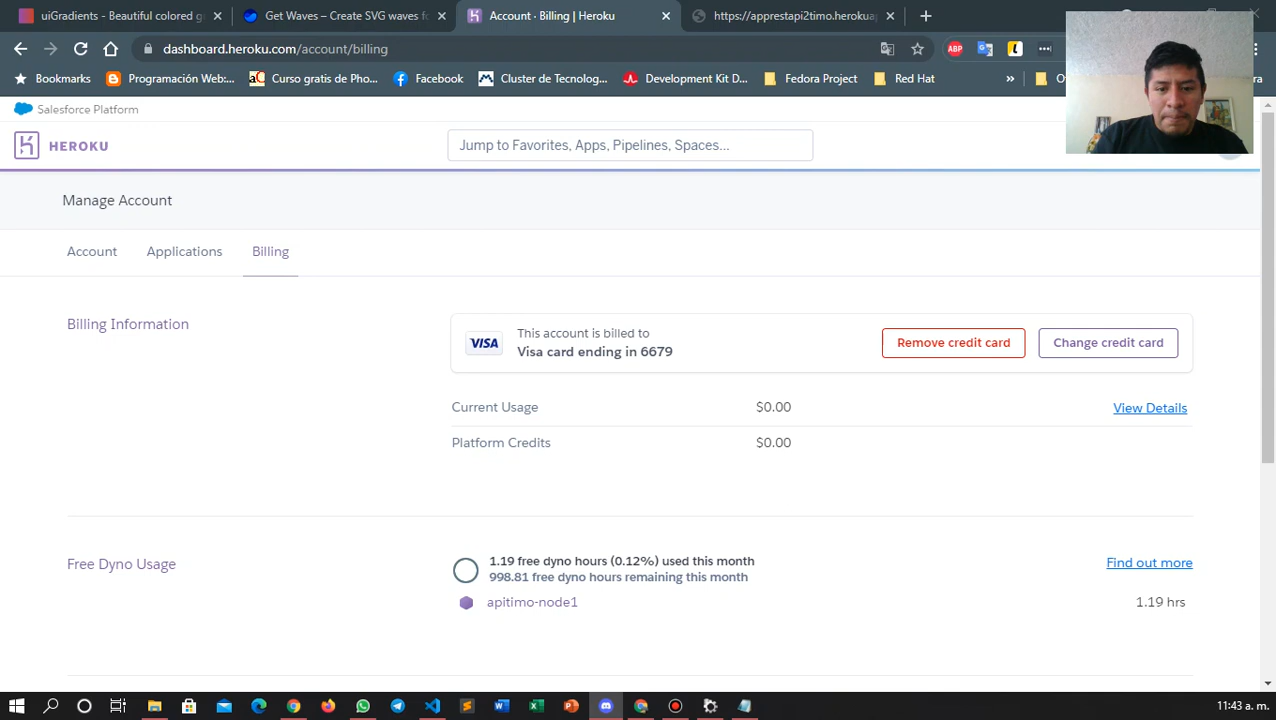 uiGradients - Beautiful colored g
Get Waves – Create SVG waves fo
Account · Billing | Heroku
https://apprestapi2timo.herokuap
dashboard.heroku.com/account/billing
ABP
Bookmarks
Programación Web:...
Curso gratis de Pho...
Facebook
Cluster de Tecnolog...
Development Kit D...
Fedora Project
Red Hat
»
Salesforce Platform
HEROKU
Jump to Favorites, Apps, Pipelines, Spaces...
Manage Account
Account
Applications
Billing
Billing Information
VISA
This account is billed to
Visa card ending in 6679
Remove credit card
Change credit card
Current Usage
$0.00
View Details
Platform Credits
$0.00
Free Dyno Usage
1.19 free dyno hours (0.12%) used this month
998.81 free dyno hours remaining this month
Find out more
apitimo-node1
1.19 hrs
11:43 a. m.